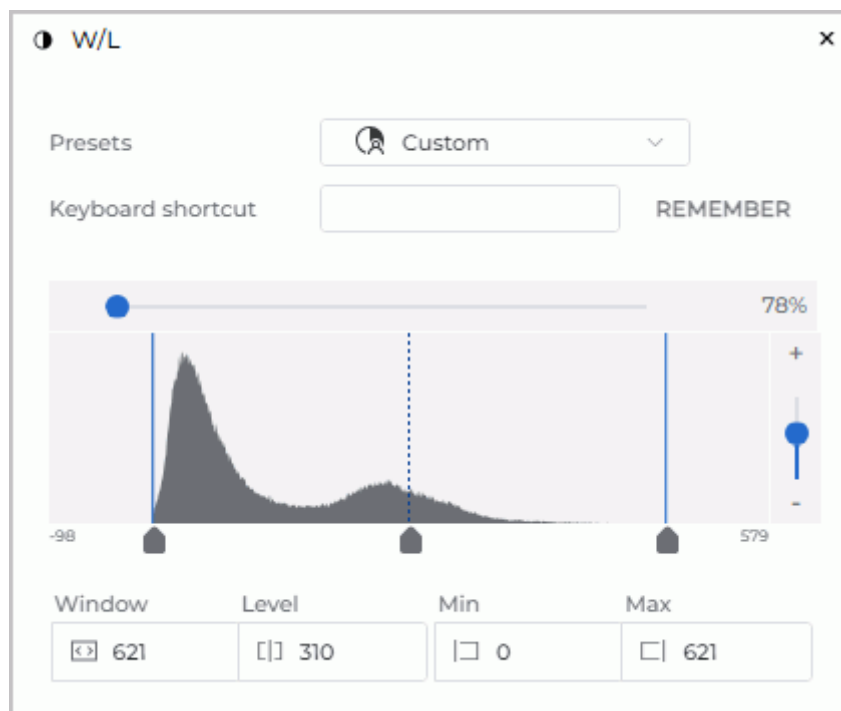 W/L
Presets Custom
Keyboard shortcut REMEMBER
78%
+
-
-98 579
Window Level Min Max
621 310 0 621